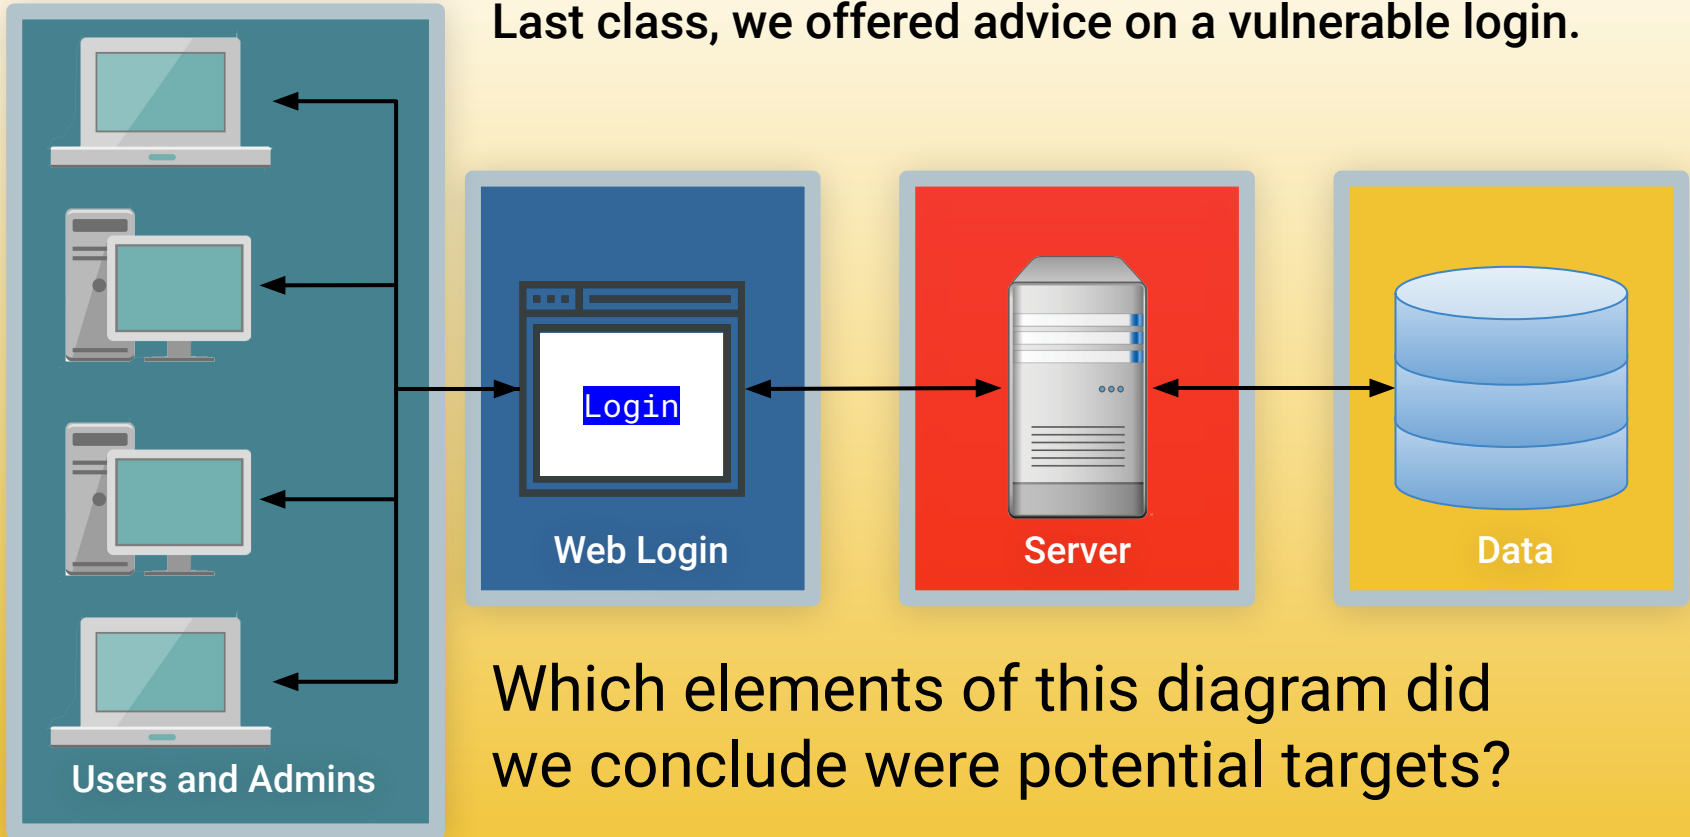 Last class, we offered advice on a vulnerable login.
Login
Web Login
Server
Data
Users and Admins
Which elements of this diagram did
we conclude were potential targets?